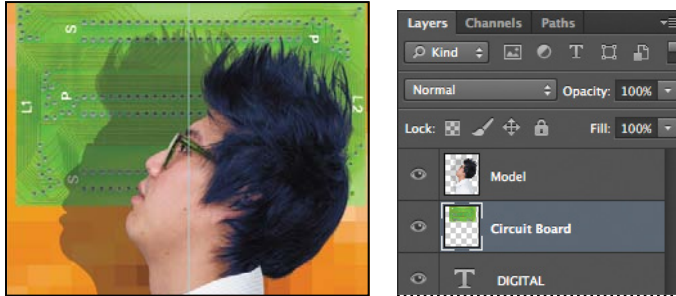 S
P
L1
P
L2
S
Layers Channels Paths
Kind T
Normal Opacity: 100%
Lock: Fill: 100%
Model
Circuit Board
T DIGITAL